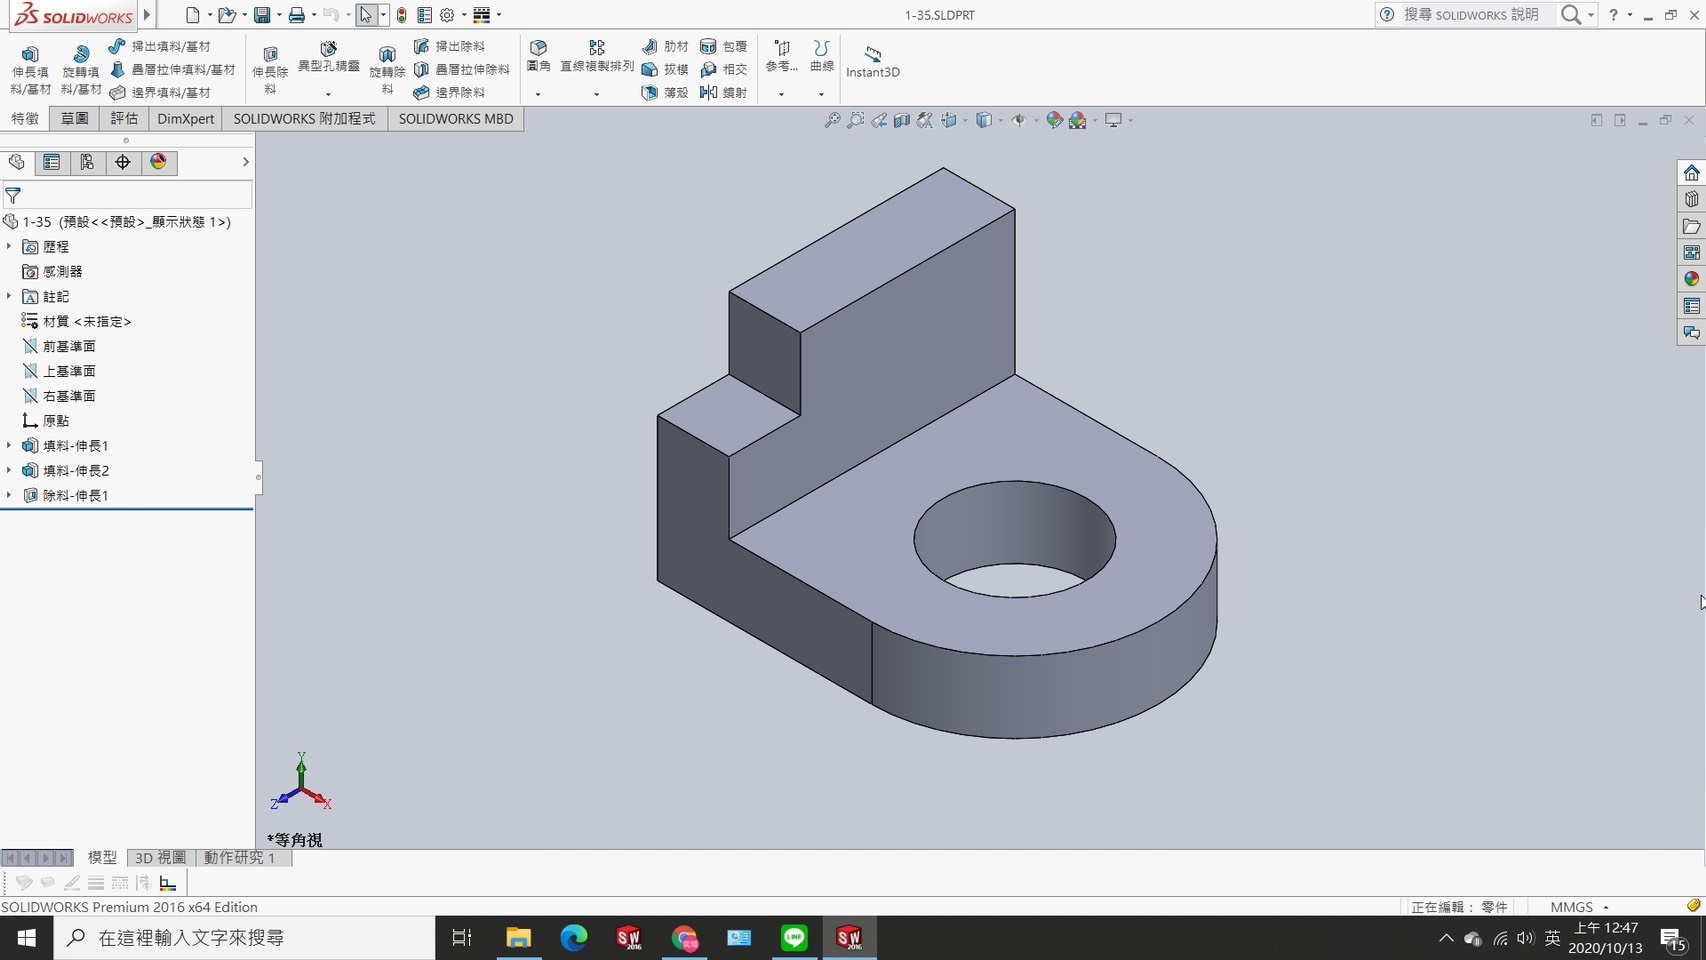 SOLIDWORKS
1-35.SLDPRT
搜尋 SOLIDWORKS 說明
伸長填料/基材
旋轉填料/基材
掃出填料/基材
疊層拉伸填料/基材
邊界填料/基材
伸長除料
異型孔精靈
旋轉除料
掃出除料
疊層拉伸除料
邊界除料
圓角
直線複製排列
肋材
拔模
薄殼
包覆
相交
鏡射
參考...
曲線
Instant3D
特徵
草圖
評估
DimXpert
SOLIDWORKS 附加程式
SOLIDWORKS MBD
1-35 (預設<<預設>_顯示狀態 1>)
歷程
感測器
註記
材質 <未指定>
前基準面
上基準面
右基準面
原點
填料-伸長1
填料-伸長2
除料-伸長1
Y
Z
X
*等角視
模型
3D 視圖
動作研究 1
SOLIDWORKS Premium 2016 x64 Edition
正在編輯： 零件
MMGS
在這裡輸入文字來搜尋
SW
2016
LINE
SW
2016
英
上午 12:47
2020/10/13
15